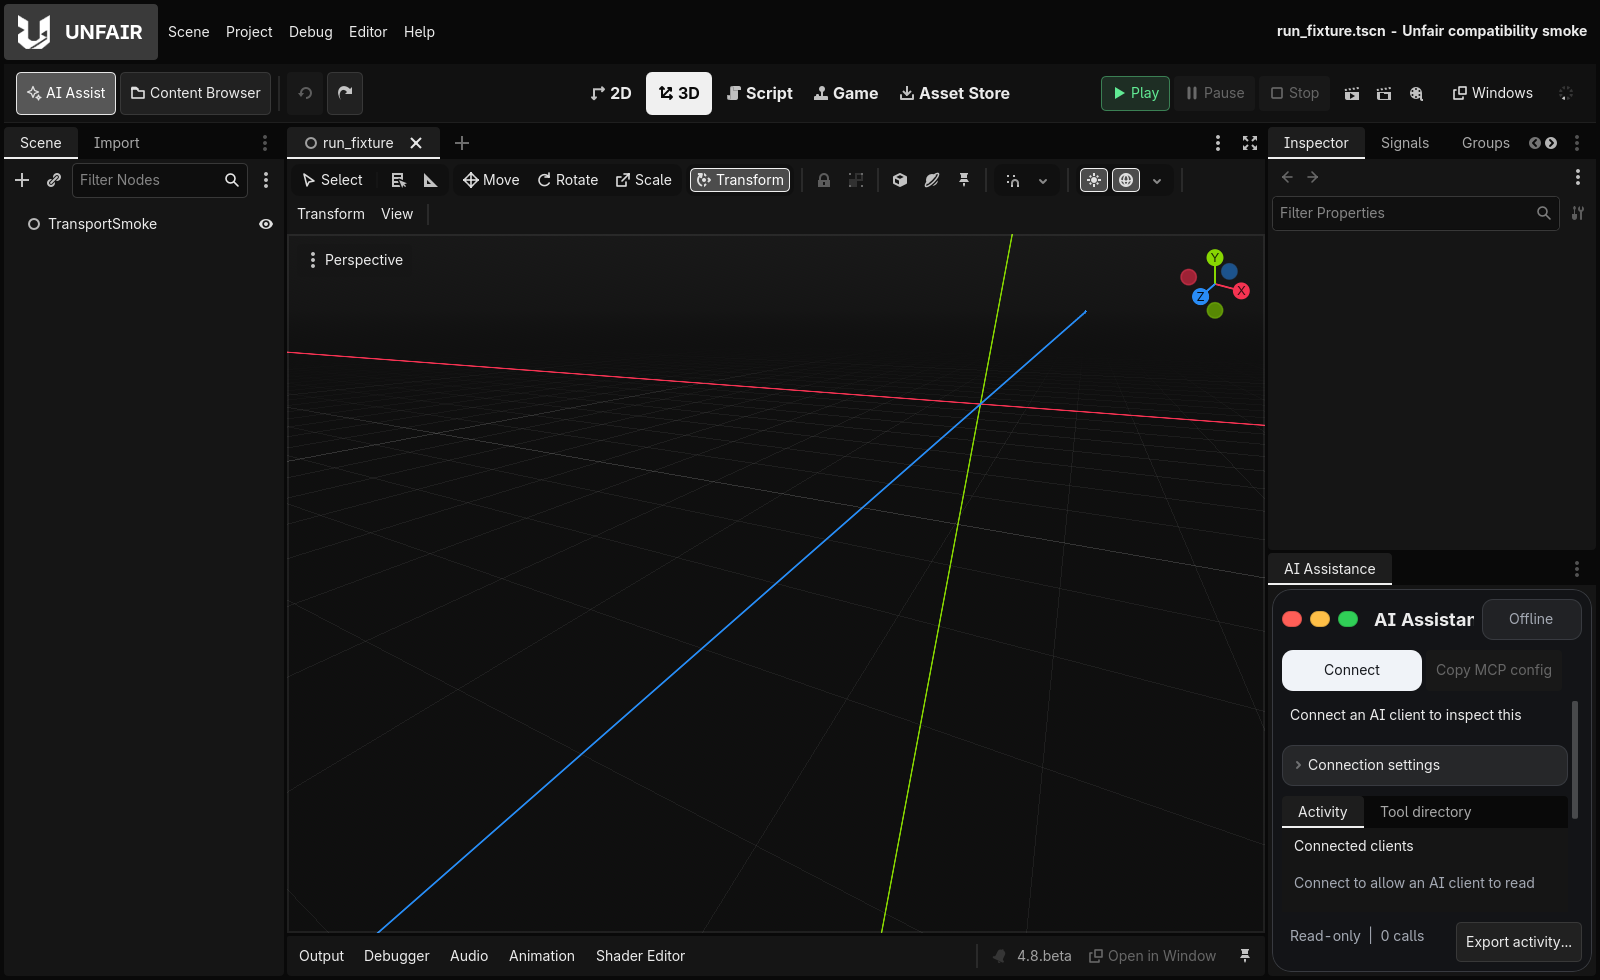 UNFAIR
Scene Project Debug Editor Help
run_fixture.tscn - Unfair compatibility smoke
AI Assist Content Browser
2D 3D Script Game Asset Store
Play Pause Stop
Windows
Scene Import
Filter Nodes
TransportSmoke
run_fixture
Select Move Rotate Scale Transform
Transform View
Perspective
Y
X
Z
Inspector Signals Groups
Filter Properties
AI Assistance
AI Assistan Offline
Connect Copy MCP config
Connect an AI client to inspect this
Connection settings
Activity Tool directory
Connected clients
Connect to allow an AI client to read
Read-only | 0 calls
Export activity...
Output Debugger Audio Animation Shader Editor
4.8.beta Open in Window